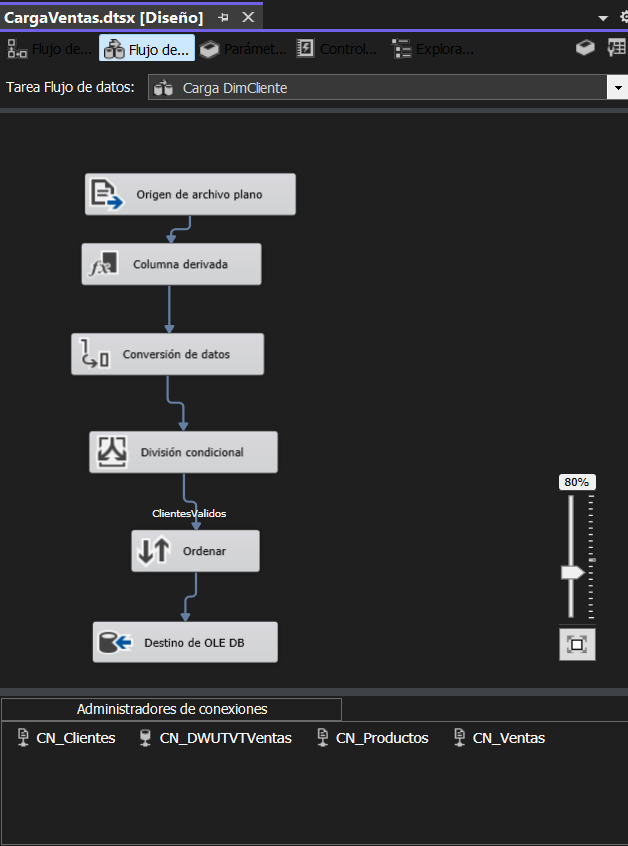 CargaVentas.dtsx [Diseño]
Flujo de... Flujo de... Parámet... Control... Explora...
Tarea Flujo de datos: Carga DimCliente
Origen de archivo plano
fx Columna derivada
Conversión de datos
División condicional
80%
ClientesValidos
Ordenar
Destino de OLE DB
Administradores de conexiones
CN_Clientes CN_DWUTVTVentas CN_Productos CN_Ventas